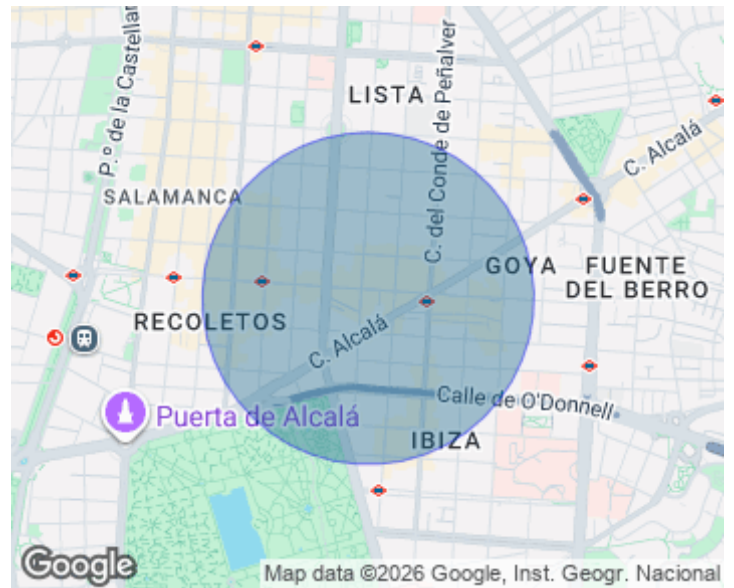 P.º de la Castellan
LISTA
C. del Conde de Peñalver
C. Alcalá
SALAMANCA
GOYA
FUENTE
DEL BERRO
RECOLETOS
C. Alcalá
Calle de O'Donnell
Puerta de Alcalá
IBIZA
Google
Map data ©2026 Google, Inst. Geogr. Nacional